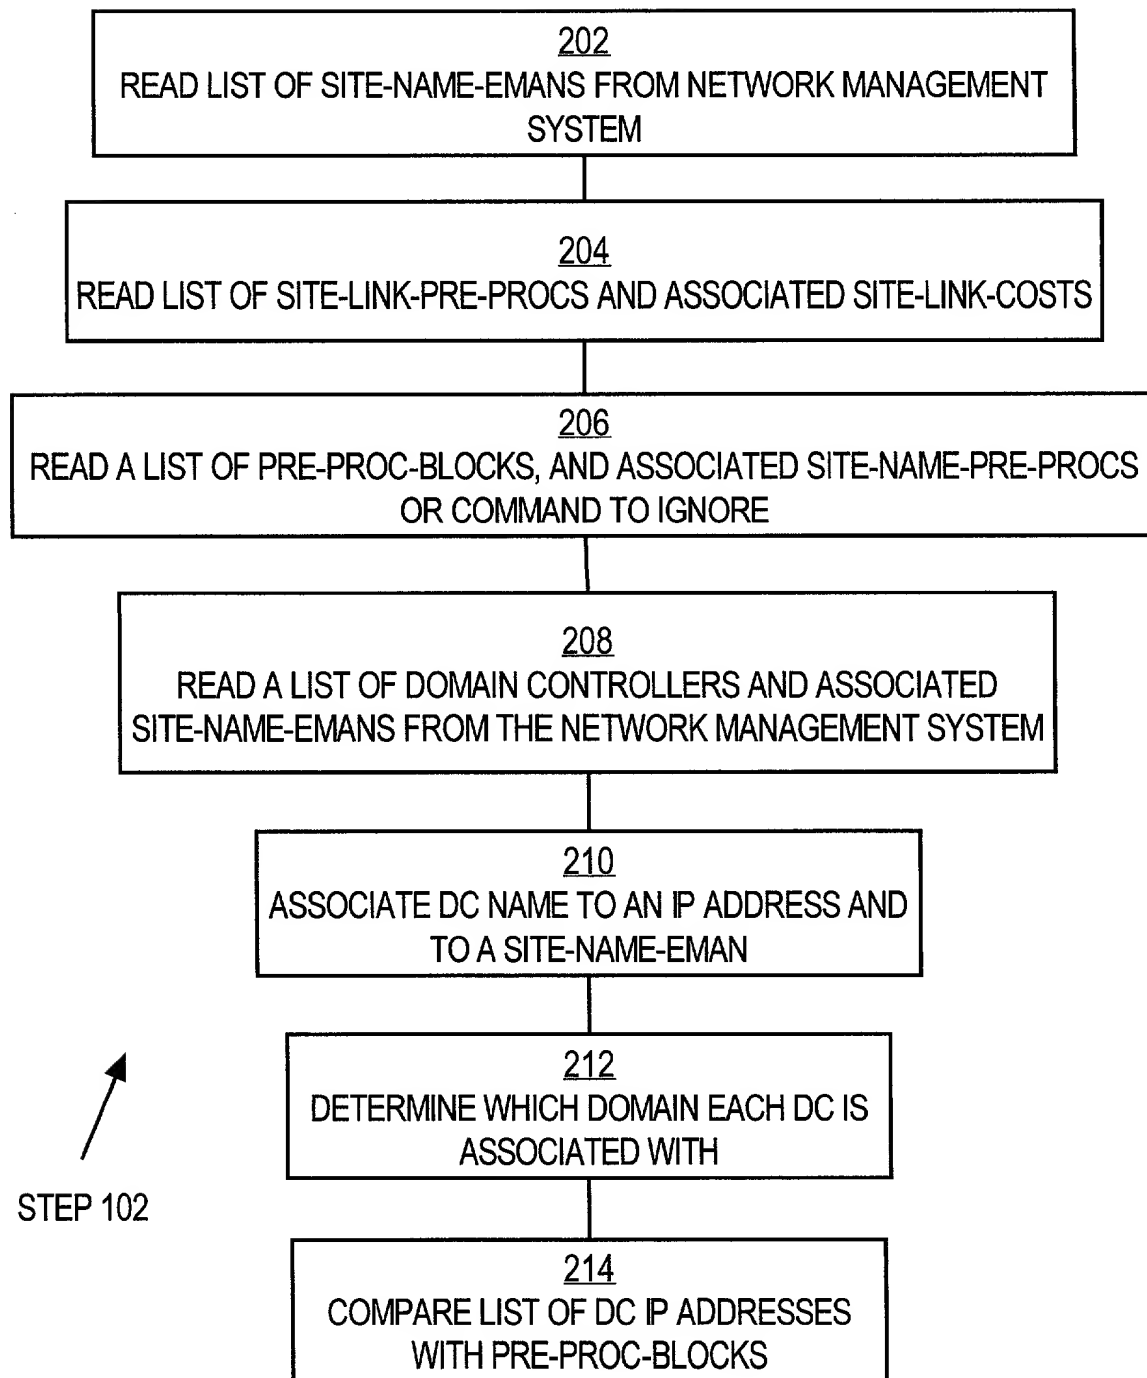 202
READ LIST OF SITE-NAME-EMANS FROM NETWORK MANAGEMENT
SYSTEM
204
READ LIST OF SITE-LINK-PRE-PROCS AND ASSOCIATED SITE-LINK-COSTS
206
READ A LIST OF PRE-PROC-BLOCKS, AND ASSOCIATED SITE-NAME-PRE-PROCS
OR COMMAND TO IGNORE
208
READ A LIST OF DOMAIN CONTROLLERS AND ASSOCIATED
SITE-NAME-EMANS FROM THE NETWORK MANAGEMENT SYSTEM
210
ASSOCIATE DC NAME TO AN IP ADDRESS AND
TO A SITE-NAME-EMAN
212
DETERMINE WHICH DOMAIN EACH DC IS
ASSOCIATED WITH
STEP 102
214
COMPARE LIST OF DC IP ADDRESSES
WITH PRE-PROC-BLOCKS